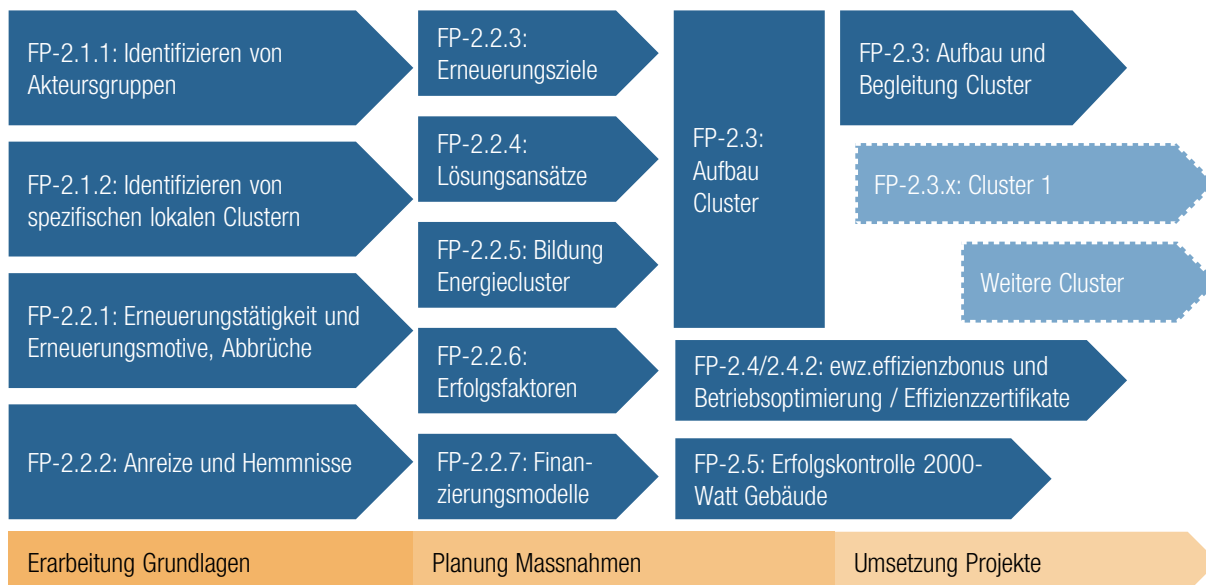 FP-2.1.1: Identifizieren von
Akteursgruppen
FP-2.1.2: Identifizieren von
spezifischen lokalen Clustern
FP-2.2.1: Erneuerungstätigkeit und
Erneuerungsmotive, Abbrüche
FP-2.2.2: Anreize und Hemmnisse
FP-2.2.3:
Erneuerungsziele
FP-2.2.4:
Lösungsansätze
FP-2.2.5: Bildung
Energiecluster
FP-2.2.6:
Erfolgsfaktoren
FP-2.2.7: Finan-
zierungsmodelle
FP-2.3:
Aufbau
Cluster
FP-2.3: Aufbau und
Begleitung Cluster
FP-2.3.x: Cluster 1
Weitere Cluster
FP-2.4/2.4.2: ewz.effizienzbonus und
Betriebsoptimierung / Effizienzzertifikate
FP-2.5: Erfolgskontrolle 2000-
Watt Gebäude
Erarbeitung Grundlagen
Planung Massnahmen
Umsetzung Projekte